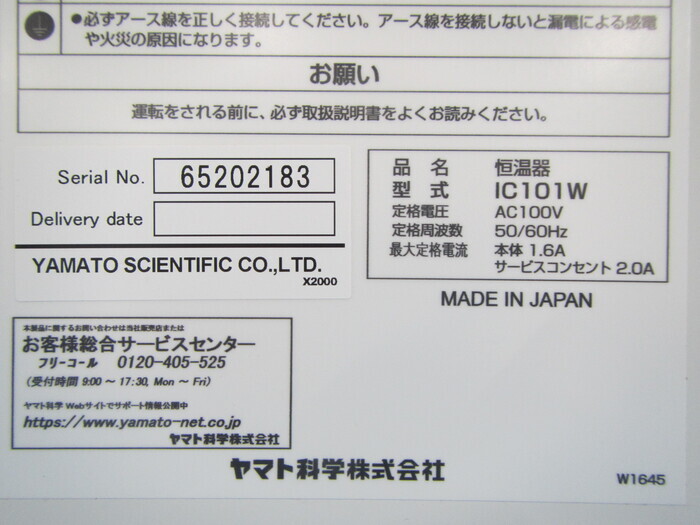 ●必ずアース線を正しく接続してください。アース線を接続しないと漏電による感電
や火災の原因になります。
お願い
運転をされる前に、必ず取扱説明書をよくお読みください。
Serial No. 65202183
Delivery date
YAMATO SCIENTIFIC CO.,LTD.
X2000
品 名 恒温器
型 式 IC101W
定格電圧 AC100V
定格周波数 50/60Hz
最大定格電流 本体 1.6A
サービスコンセント 2.0A
MADE IN JAPAN
本製品に関するお問い合わせは当社販売店または
お客様総合サービスセンター
フリーコール 0120-405-525
(受付時間 9:00 ~ 17:30, Mon ~ Fri)
ヤマト科学 Webサイトでサポート情報公開中
https://www.yamato-net.co.jp
ヤマト科学株式会社
ヤマト科学株式会社
W1645